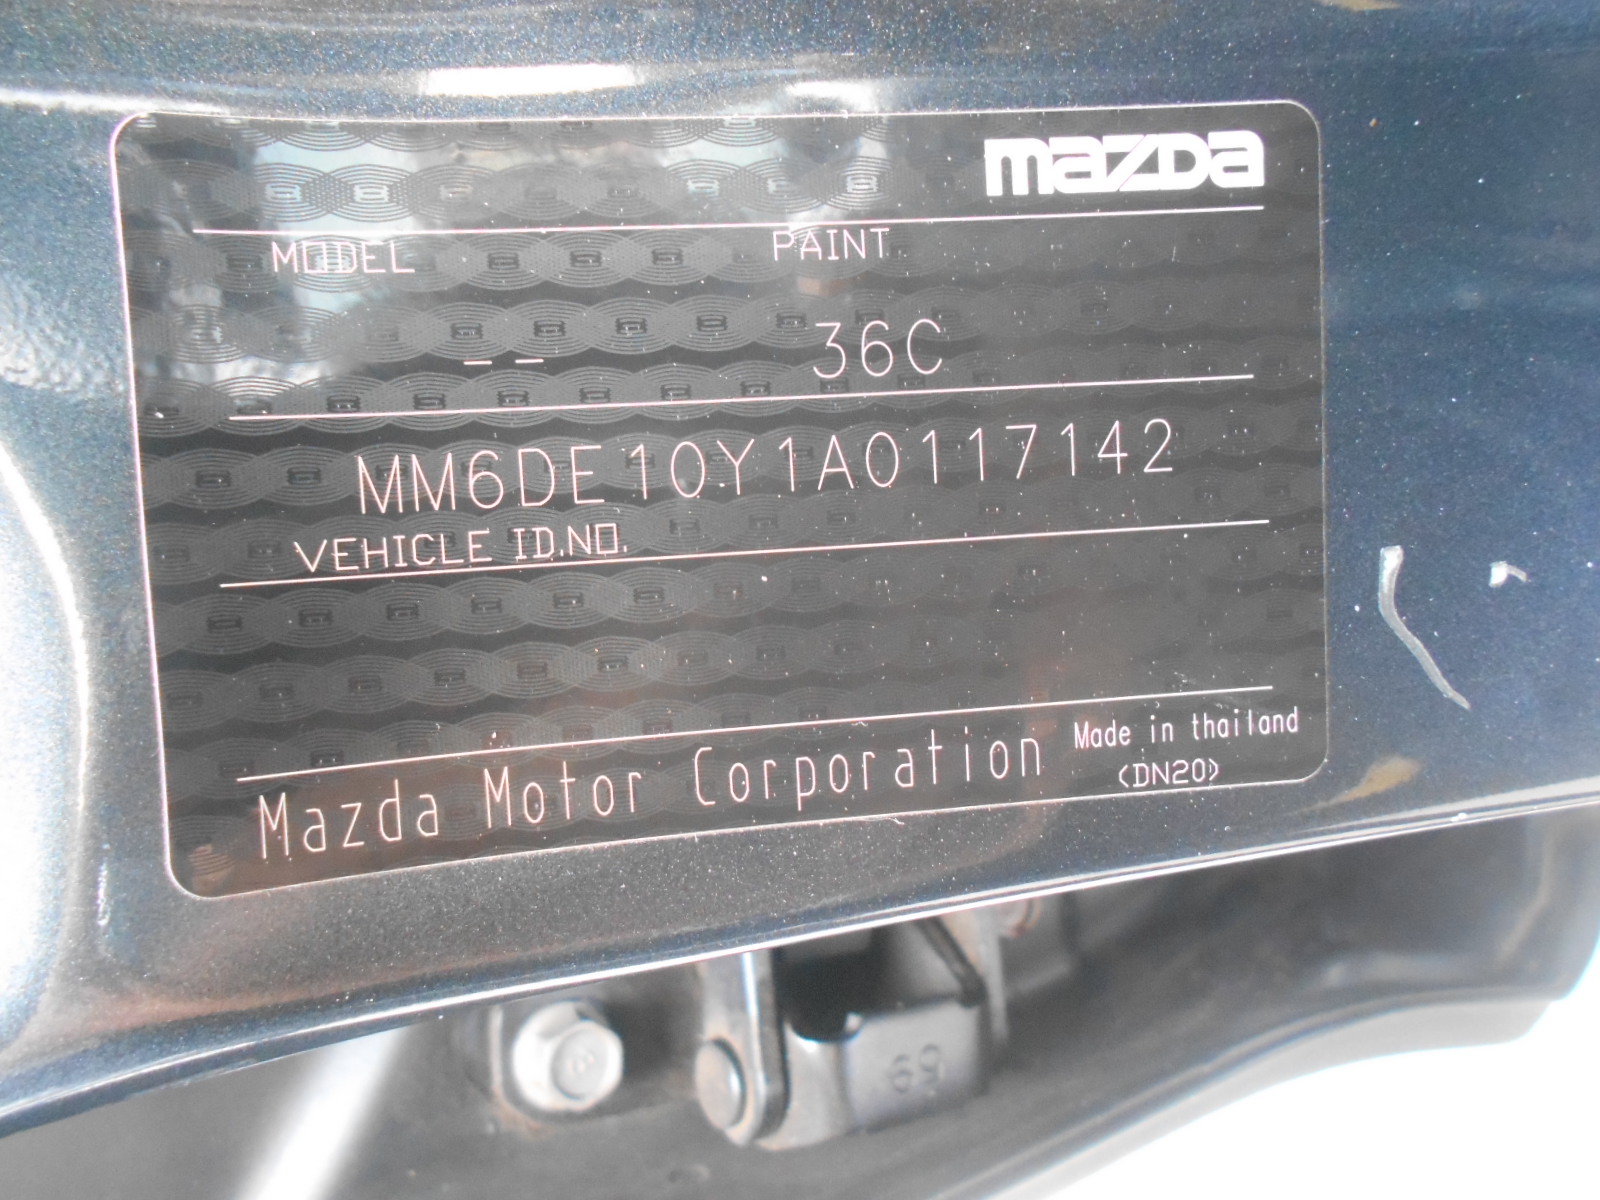 mazda
MODEL PAINT
-- 36C
MM6DE10Y1A0117142
VEHICLE ID.NO.
Mazda Motor Corporation Made in thailand
(DN20)